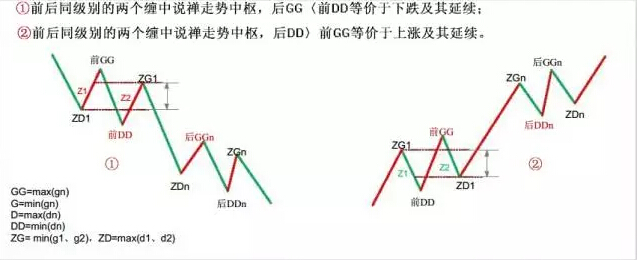 ①前后同级别的两个缠中说禅走势中枢,后GG〈前DD等价于下跌及其延续;
②前后同级别的两个缠中说禅走势中枢,后DD〉前GG等价于上涨及其延续。
前GG
ZG1
Z1
Z2
ZD1
前DD
①
后GGn
ZGn
ZDn
后DDn
ZGn
后GGn
ZDn
后DDn
前GG
ZG1
Z1
Z2
ZD1
前DD
②
GG=max(gn)
G=min(gn)
D=max(dn)
DD=min(dn)
ZG= min(g1、g2)，ZD=max(d1、d2)